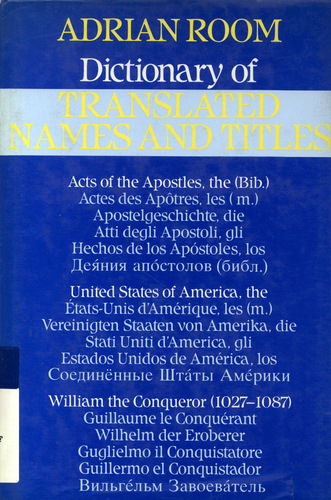 ADRIAN ROOM
Dictionary of
TRANSLATED
NAMES AND TITLES
Acts of the Apostles, the (Bib.)
Actes des Apôtres, les (m.)
Apostelgeschichte, die
Atti degli Apostoli, gli
Hechos de los Apóstoles, los
Дея́ния апо́столов (библ.)
United States of America, the
États-Unis d'Amérique, les (m.)
Vereinigten Staaten von Amerika, die
Stati Uniti d'America, gli
Estados Unidos de América, los
Соединённые Шта́ты Аме́рики
William the Conqueror (1027–1087)
Guillaume le Conquérant
Wilhelm der Eroberer
Guglielmo il Conquistatore
Guillermo el Conquistador
Вильге́льм Завоева́тель